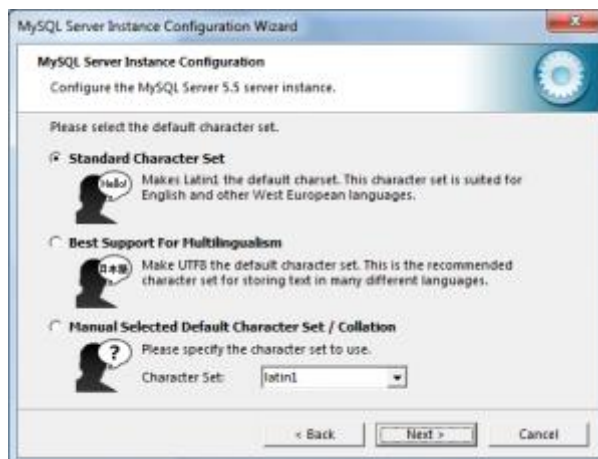 MySQL Server Instance Configuration Wizard
MySQL Server Instance Configuration
Configure the MySQL Server 5.5 server instance.
Please select the default character set.
Standard Character Set
Hello!
Makes Latin1 the default charset. This character set is suited for
English and other West European languages.
Best Support For Multilingualism
日本語
Make UTF8 the default character set. This is the recommended
character set for storing text in many different languages.
Manual Selected Default Character Set / Collation
?
Please specify the character set to use.
Character Set: latin1
< Back Next > Cancel